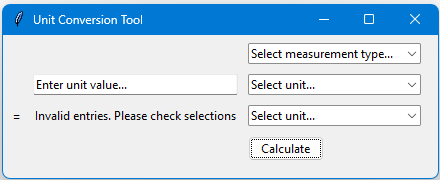 Unit Conversion Tool
Select measurement type...
Enter unit value... Select unit...
= Invalid entries. Please check selections Select unit...
Calculate